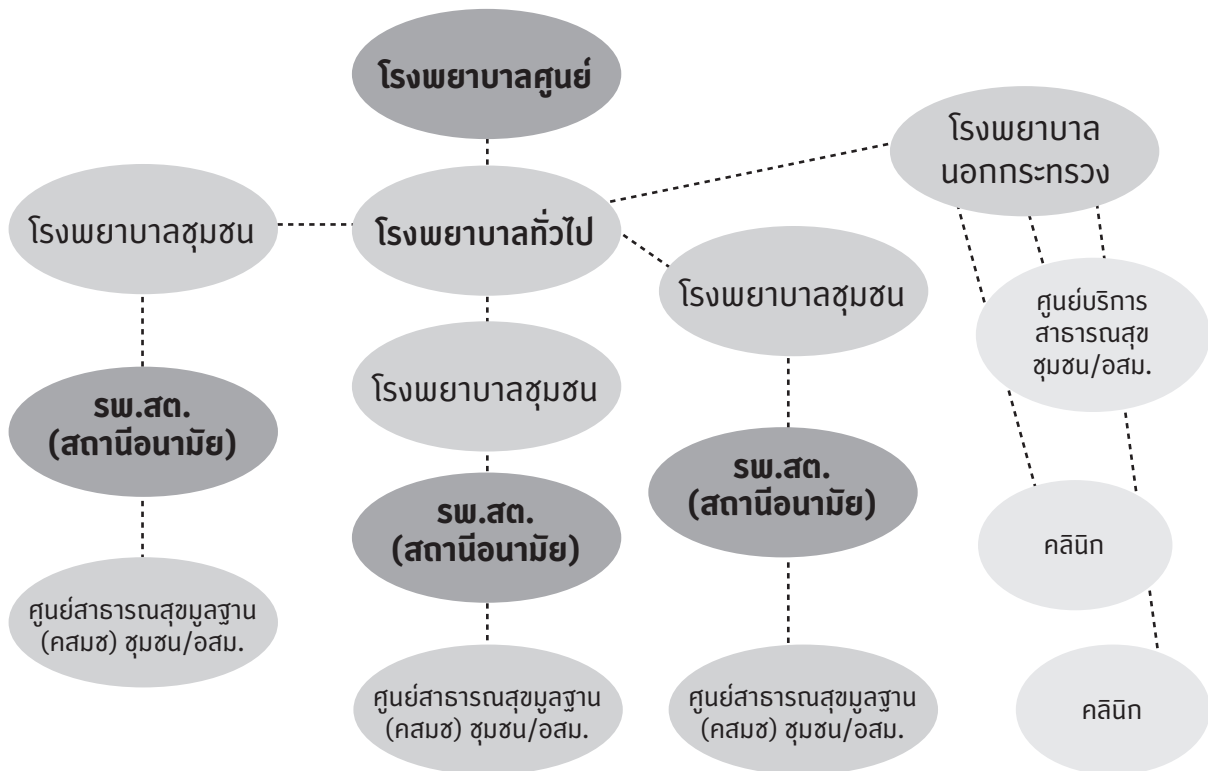 โรงพยาบาลศูนย์
โรงพยาบาล
นอกกระทรวง
โรงพยาบาลชุมชน
โรงพยาบาลทั่วไป
โรงพยาบาลชุมชน
ศูนย์บริการ
สาธารณสุข
ชุมชน/อสม.
โรงพยาบาลชุมชน
รพ.สต.
(สถานีอนามัย)
รพ.สต.
(สถานีอนามัย)
รพ.สต.
(สถานีอนามัย)
คลินิก
ศูนย์สาธารณสุขมูลฐาน
(คสมช) ชุมชน/อสม.
ศูนย์สาธารณสุขมูลฐาน
(คสมช) ชุมชน/อสม.
ศูนย์สาธารณสุขมูลฐาน
(คสมช) ชุมชน/อสม.
คลินิก